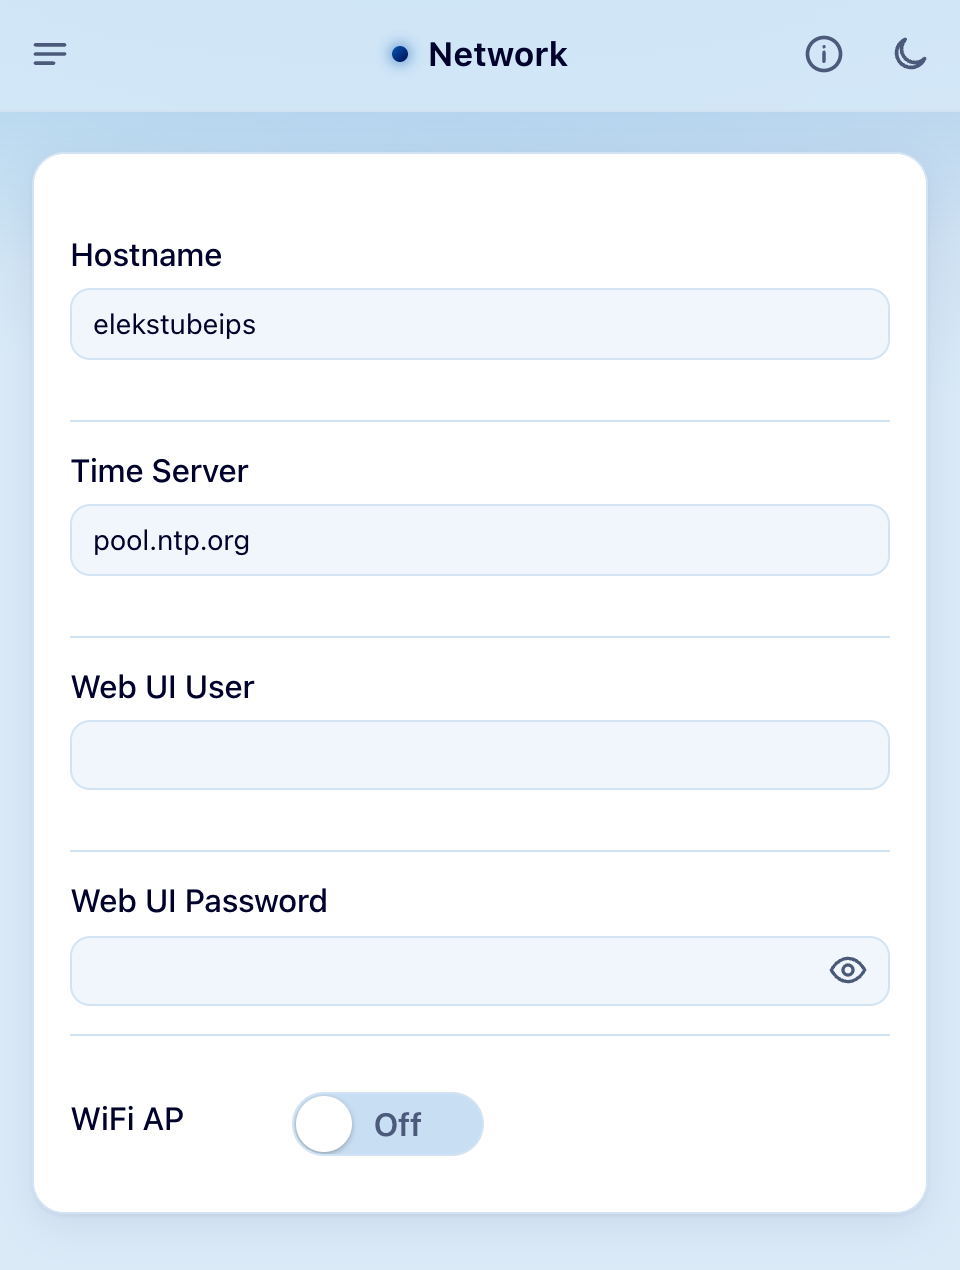 Network
Hostname
elekstubeips
Time Server
pool.ntp.org
Web UI User
Web UI Password
WiFi AP
Off